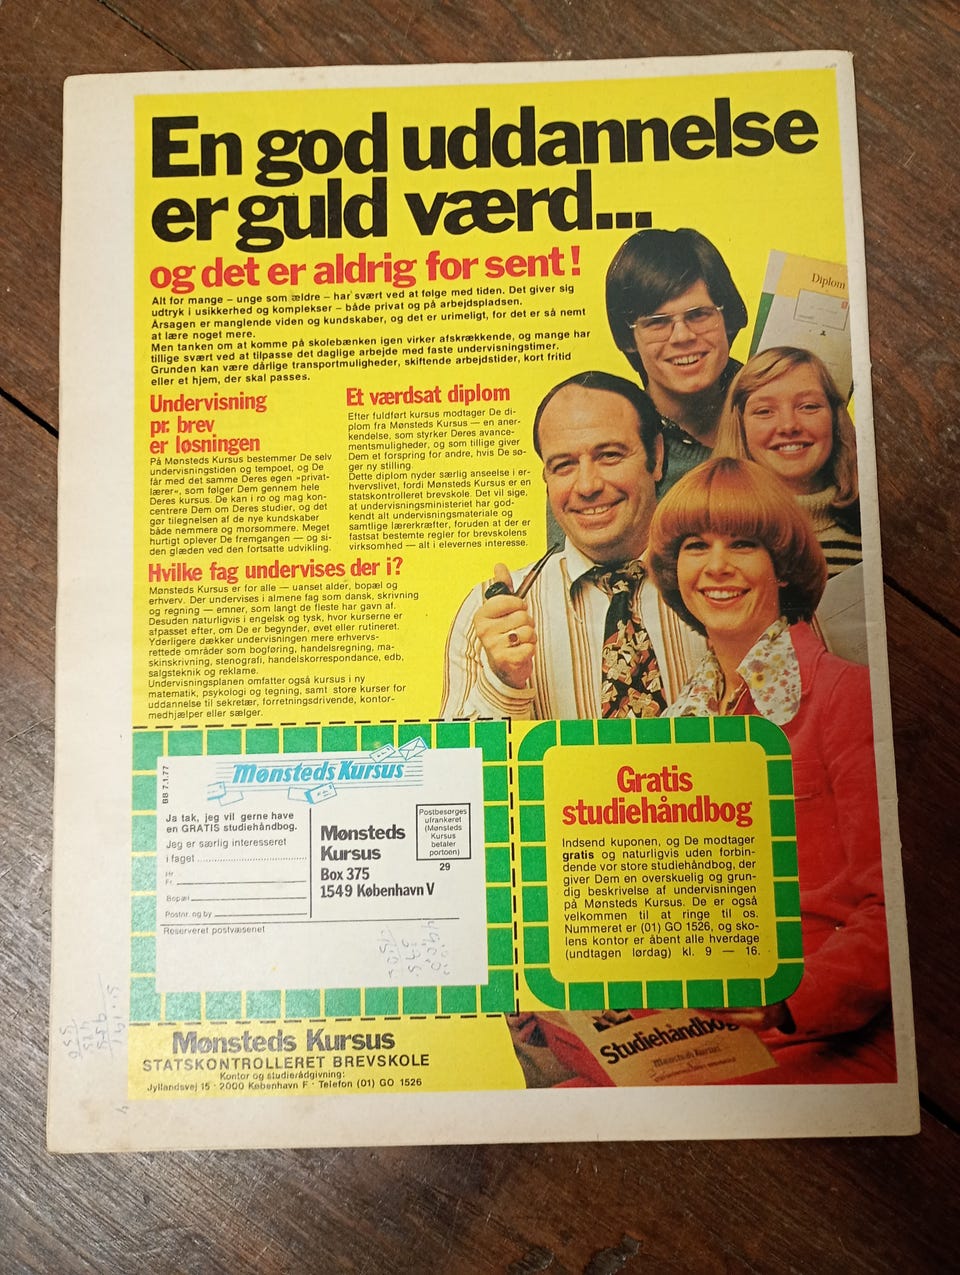 En god uddannelse
er guld værd...
og det er aldrig for sent!
Alt for mange – unge som ældre – har svært ved at følge med tiden. Det giver sig
udtryk i usikkerhed og komplekser – både privat og på arbejdspladsen.
Årsagen er manglende viden og kundskaber, og det er urimeligt, for det er så nemt
at lære noget mere.
Men tanken om at komme på skolebænken igen virker afskrækkende, og mange har
tillige svært ved at tilpasse det daglige arbejde med faste undervisningstimer.
Grunden kan være dårlige transportmuligheder, skiftende arbejdstider, kort fritid
eller et hjem, der skal passes.
Undervisning
pr. brev
er løsningen
På Mønsteds Kursus bestemmer De selv
undervisningstiden og tempoet, og De
får med det samme Deres egen »privat-
lærer«, som følger Dem gennem hele
Deres kursus. De kan i ro og mag kon-
centrere Dem om Deres studier, og det
gør tilegnelsen af de nye kundskaber
både nemmere og morsommere. Meget
hurtigt oplever De fremgangen — og si-
den glæden ved den fortsatte udvikling.
Et værdsat diplom
Efter fuldført kursus modtager De di-
plom fra Mønsteds Kursus — en aner-
kendelse, som styrker Deres avance-
mentsmuligheder, og som tillige giver
Dem et forspring for andre, hvis De sø-
ger ny stilling.
Dette diplom nyder særlig anseelse i er-
hvervslivet, fordi Mønsteds Kursus er en
statskontrolleret brevskole. Det vil sige,
at undervisningsministeriet har god-
kendt alt undervisningsmateriale og
samtlige lærerkræfter, foruden at der er
fastsat bestemte regler for brevskolens
virksomhed — alt i elevernes interesse.
Hvilke fag undervises der i?
Mønsteds Kursus er for alle — uanset alder, bopæl og
erhverv. Der undervises i almene fag som dansk, skrivning
og regning — emner, som langt de fleste har gavn af.
Desuden naturligvis i engelsk og tysk, hvor kurserne er
afpasset efter, om De er begynder, øvet eller rutineret.
Yderligere dækker undervisningen mere erhvervs-
rettede områder som bogføring, handelsregning, ma-
skinskrivning, stenografi, handelskorrespondance, edb,
salgsteknik og reklame.
Undervisningsplanen omfatter også kursus i ny
matematik, psykologi og tegning, samt store kurser for
uddannelse til sekretær, forretningsdrivende, kontor-
medhjælper eller sælger.
Diplom
BB 7.1.77
Mønsteds Kursus
Ja tak, jeg vil gerne have
en GRATIS studiehåndbog.
Jeg er særlig interesseret
i faget
Hr.
Fr.
Bopæl
Postnr. og by
Reserveret postvæsenet
Mønsteds
Kursus
Box 375
1549 København V
Postbesørges
ufrankeret
(Mønsteds
Kursus
betaler
portoen)
29
Gratis
studiehåndbog
Indsend kuponen, og De modtager
gratis og naturligvis uden forbin-
dende vor store studiehåndbog, der
giver Dem en overskuelig og grun-
dig beskrivelse af undervisningen
på Mønsteds Kursus. De er også
velkommen til at ringe til os.
Nummeret er (01) GO 1526, og sko-
lens kontor er åbent alle hverdage
(undtagen lørdag) kl. 9 — 16.
Studiehåndbog
Mønsteds Kursus
Mønsteds Kursus
STATSKONTROLLERET BREVSKOLE
Kontor og studierådgivning:
Jyllandsvej 15 · 2000 København F · Telefon (01) GO 1526